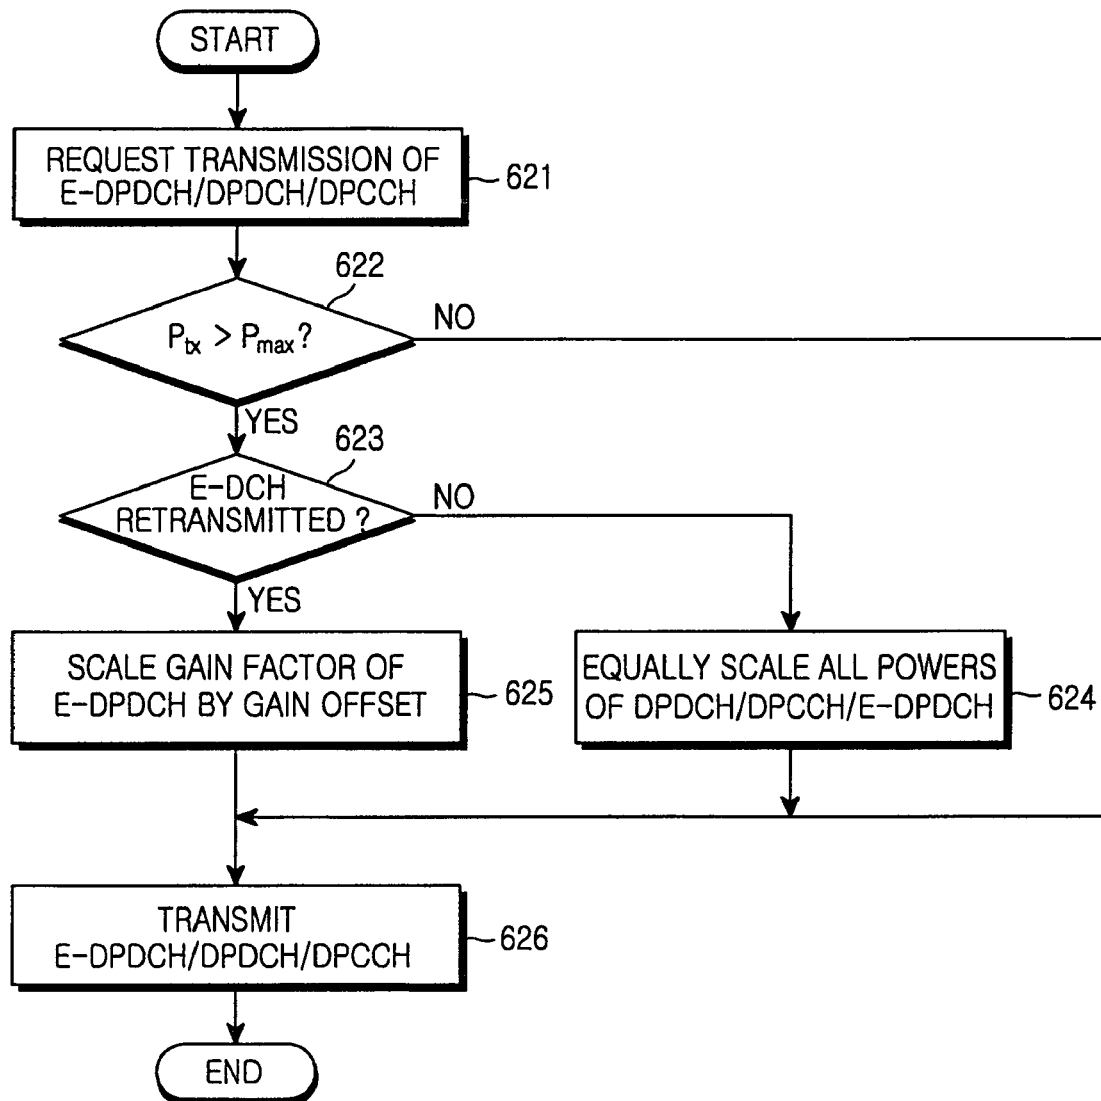 START
REQUEST TRANSMISSION OF
E-DPDCH/DPDCH/DPCCH
621
622
P_tx > P_max?
NO
YES
623
E-DCH
RETRANSMITTED ?
NO
YES
SCALE GAIN FACTOR OF
E-DPDCH BY GAIN OFFSET
625
EQUALLY SCALE ALL POWERS
OF DPDCH/DPCCH/E-DPDCH
624
TRANSMIT
E-DPDCH/DPDCH/DPCCH
626
END